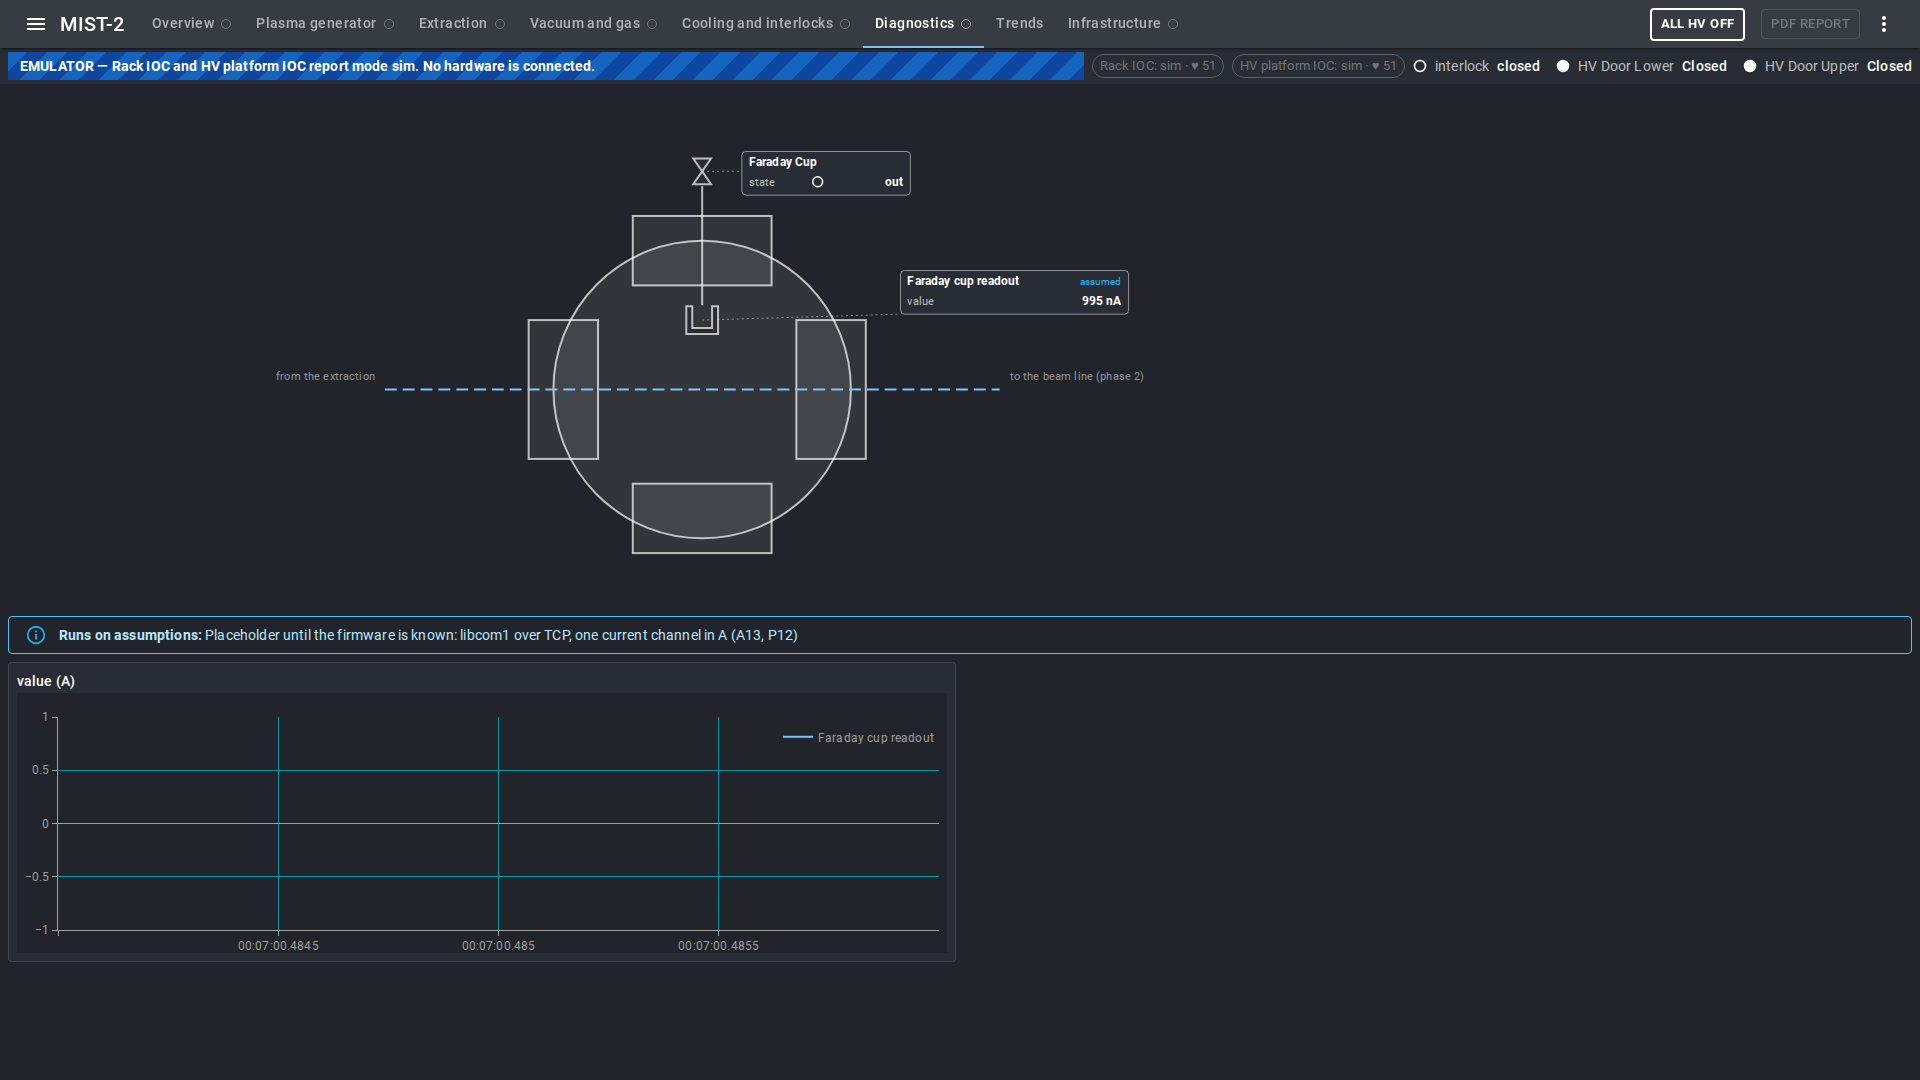 MIST-2 Overview Plasma generator Extraction Vacuum and gas Cooling and interlocks Diagnostics Trends Infrastructure ALL HV OFF PDF REPORT
EMULATOR — Rack IOC and HV platform IOC report mode sim. No hardware is connected. Rack IOC: sim · ♥ 51 HV platform IOC: sim · ♥ 51 interlock closed HV Door Lower Closed HV Door Upper Closed
Faraday Cup
state out
Faraday cup readout assumed
value 995 nA
from the extraction
to the beam line (phase 2)
Runs on assumptions: Placeholder until the firmware is known: libcom1 over TCP, one current channel in A (A13, P12)
value (A)
1
Faraday cup readout
0.5
0
−0.5
−1
00:07:00.4845 00:07:00.485 00:07:00.4855